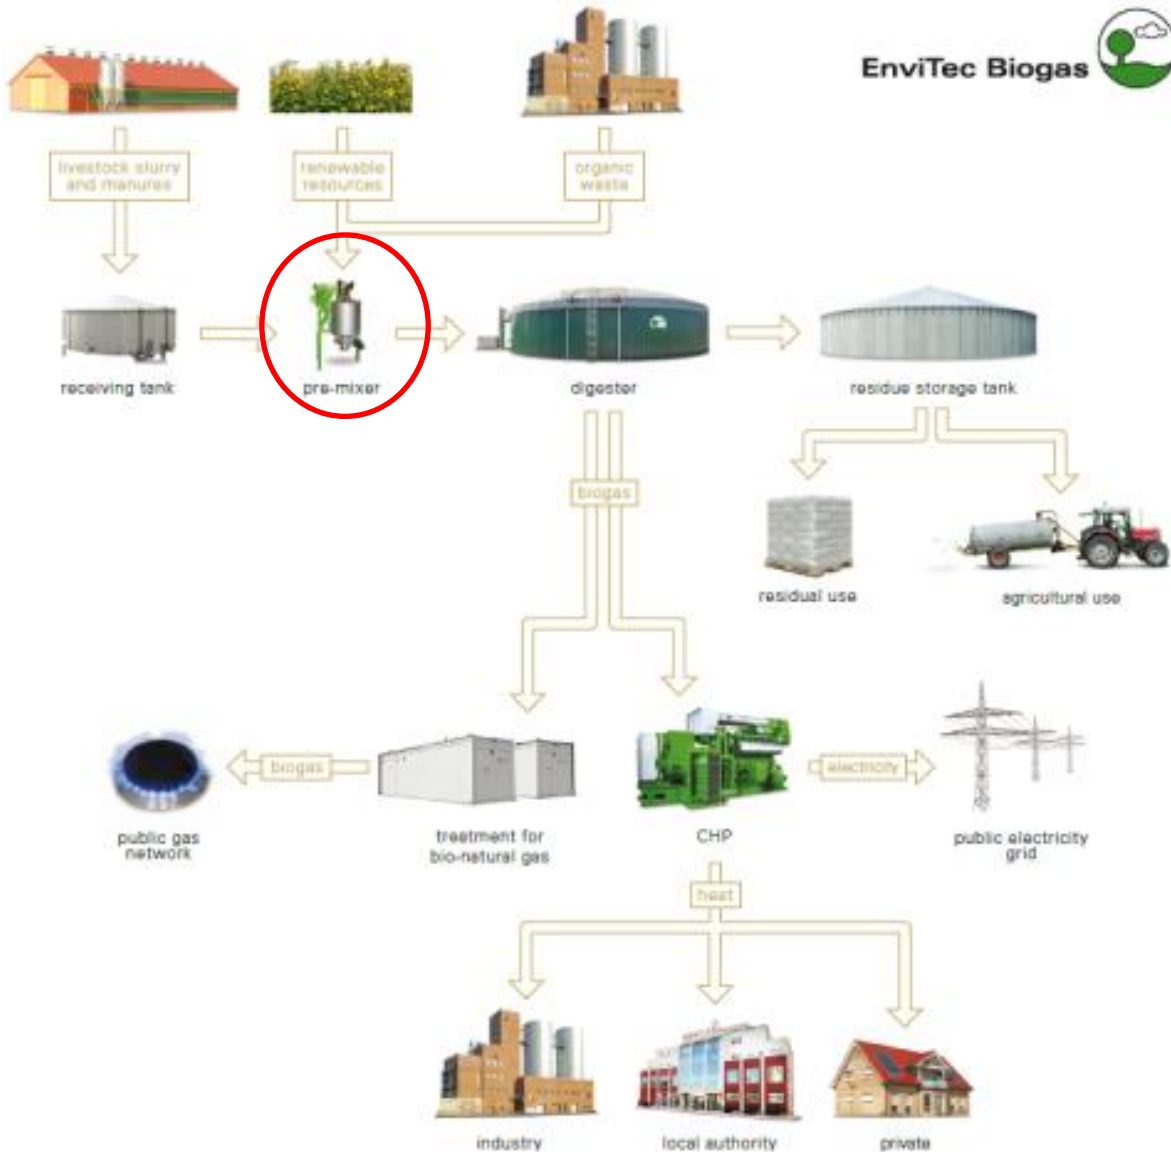 EnviTec Biogas
livestock slurry
and manures
renewable
resources
organic
waste
receiving tank
pre-mixer
digester
residue storage tank
biogas
residual use
agricultural use
biogas
electricity
public gas
network
treatment for
bio-natural gas
CHP
public electricity
grid
heat
industry
local authority
private